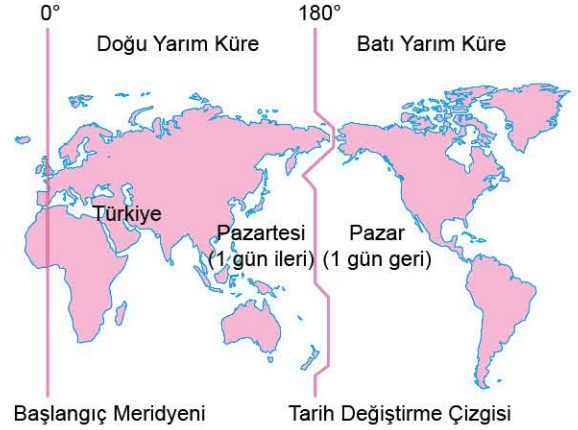 0°
180°
Doğu Yarım Küre
Batı Yarım Küre
Türkiye
Pazartesi
(1 gün ileri)
Pazar
(1 gün geri)
Başlangıç Meridyeni
Tarih Değiştirme Çizgisi